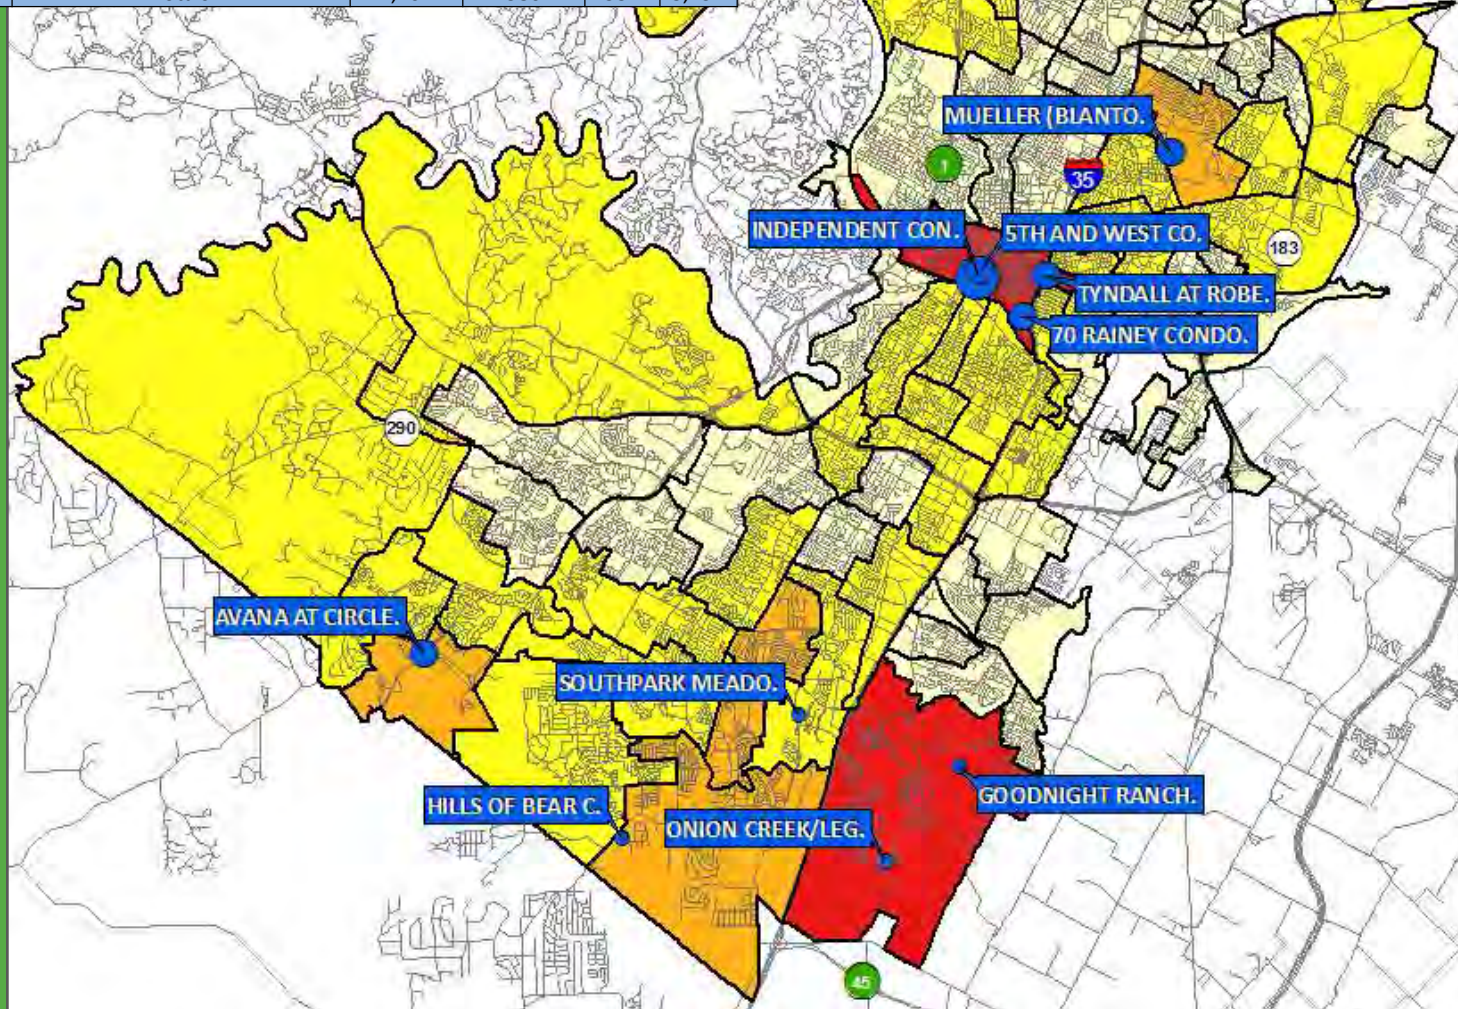 MUELLER (BLANTO.
1
35
INDEPENDENT CON.
5TH AND WEST CO.
183
TYNDALL AT ROBE.
70 RAINEY CONDO.
290
AVANA AT CIRCLE.
SOUTHPARK MEADO.
GOODNIGHT RANCH.
HILLS OF BEAR C.
ONION CREEK/LEG.
45